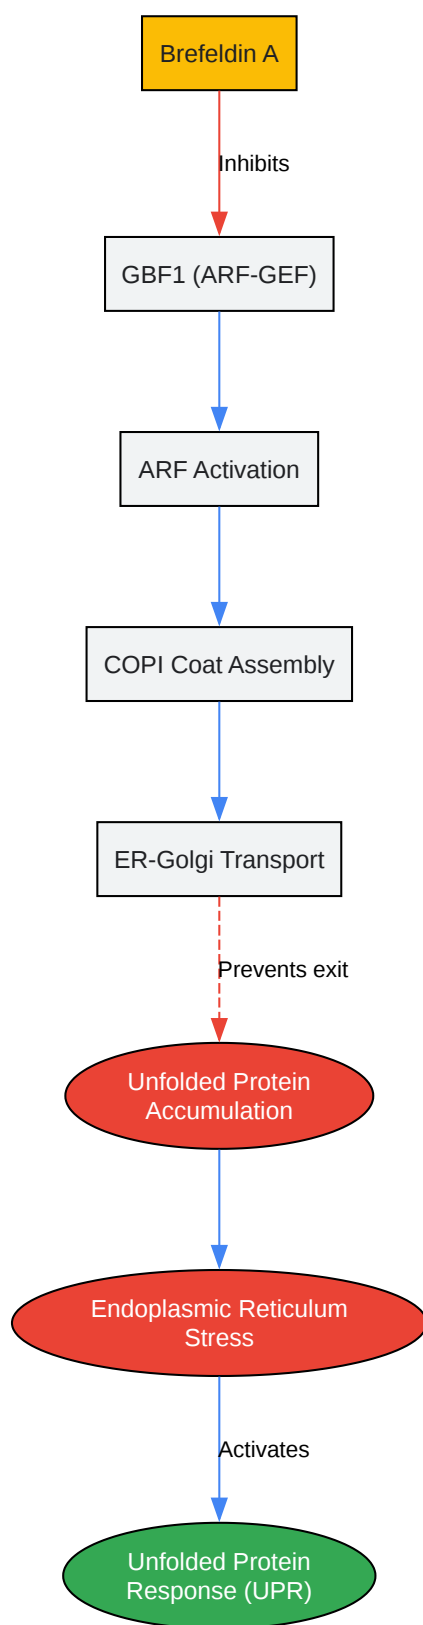 Brefeldin A
Inhibits
GBF1 (ARF-GEF)
ARF Activation
COPI Coat Assembly
ER-Golgi Transport
Prevents exit
Unfolded Protein
Accumulation
Endoplasmic Reticulum
Stress
Activates
Unfolded Protein
Response (UPR)